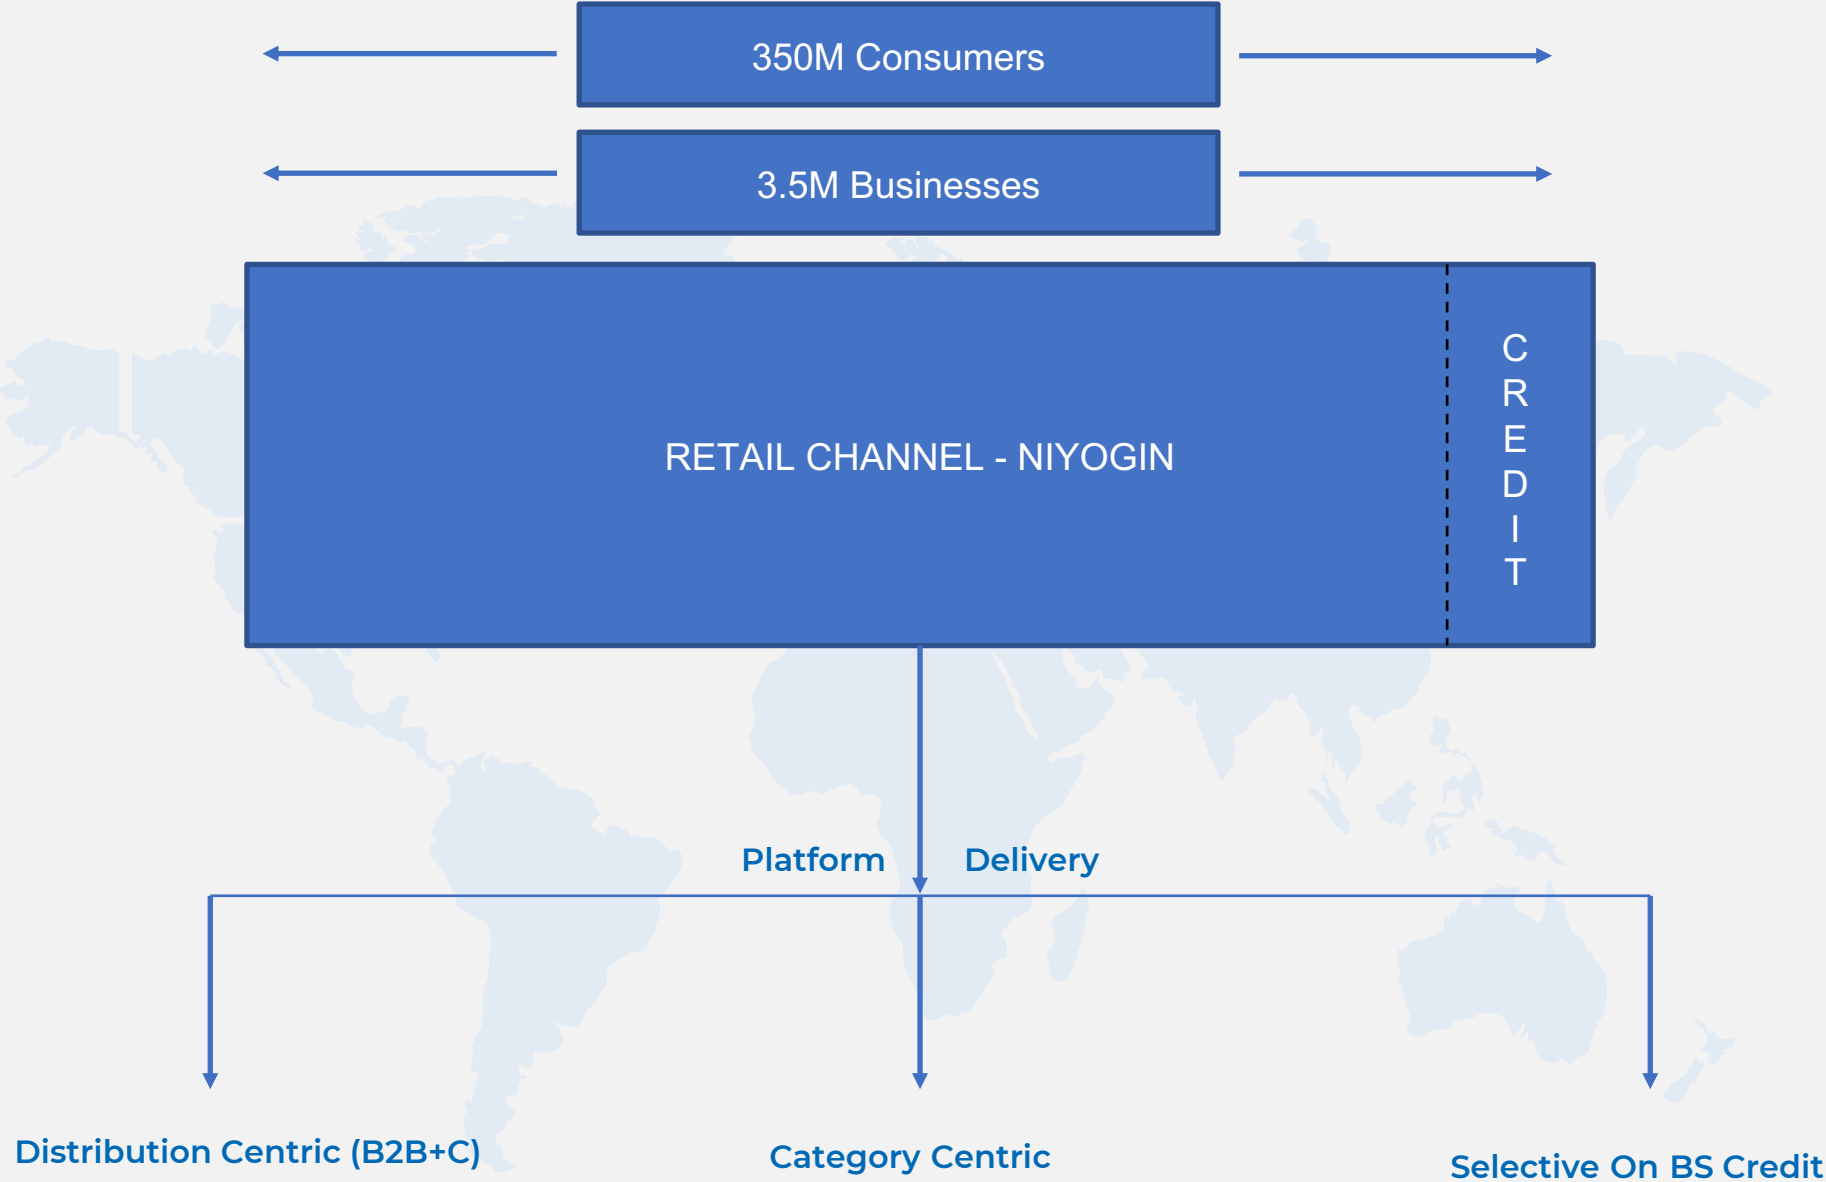 350M Consumers
3.5M Businesses
RETAIL CHANNEL - NIYOGIN
C
R
E
D
I
T
Platform
Delivery
Distribution Centric (B2B+C)
Category Centric
Selective On BS Credit